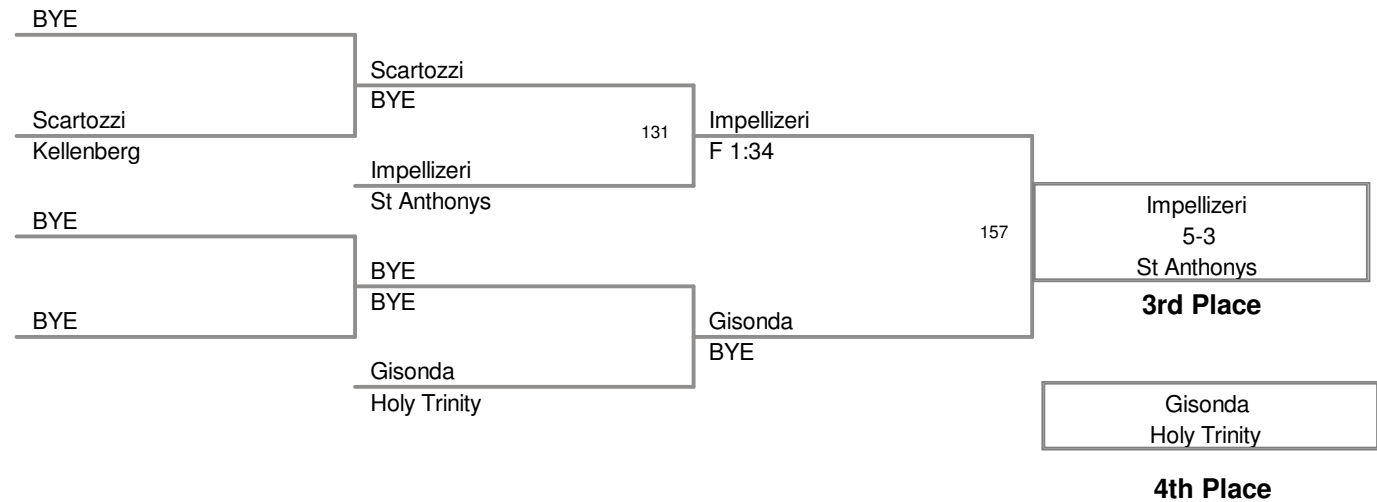 BYE
Scartozzi
BYE
Scartozzi
Kellenberg
131
Impellizeri
F 1:34
Impellizeri
St Anthonys
BYE
157
Impellizeri
5-3
St Anthonys
3rd Place
BYE
BYE
BYE
Gisonda
BYE
Gisonda
Holy Trinity
Gisonda
Holy Trinity
4th Place